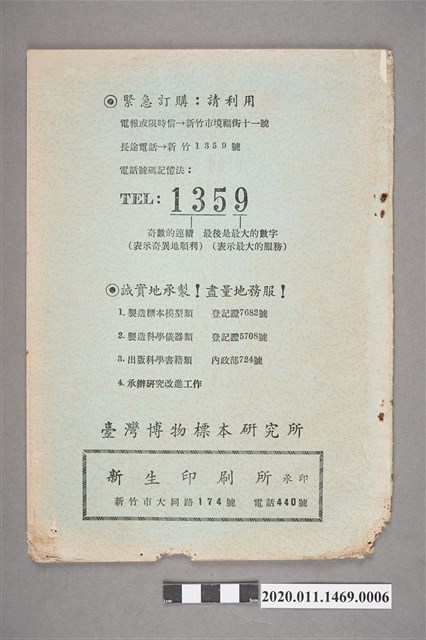 ◉緊急訂購：請利用
電報或限時信→新竹市境福街十一號
長途電話→新竹1359號
電話號碼記憶法：
TEL: 1359
奇數的連續 最後是最大的數字
(表示奇異地順利) (表示最大的服務)
◉誠實地承製！盡量地務服！
1. 製造標本模型類 登記證7682號
2. 製造科學儀器類 登記證5708號
3. 出版科學書籍類 內政部724號
4. 承辦研究改進工作
臺灣博物標本研究所
新生印刷所承印
新竹市大同路174號 電話440號
2020.011.1469.0006